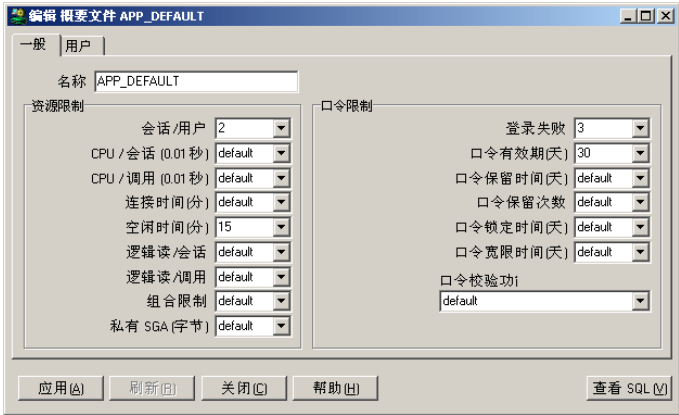 编辑 概要文件 APP_DEFAULT
一般 用户
名称 APP_DEFAULT
资源限制
会话/用户 2
CPU / 会话 (0.01 秒) default
CPU / 调用 (0.01 秒) default
连接时间(分) default
空闲时间(分) 15
逻辑读/会话 default
逻辑读/调用 default
组合限制 default
私有 SGA (字节) default
口令限制
登录失败 3
口令有效期(天) 30
口令保留时间(天) default
口令保留次数 default
口令锁定时间(天) default
口令宽限时间(天) default
口令校验功
default
应用(A) 刷新(R) 关闭(C) 帮助(H) 查看 SQL (V)